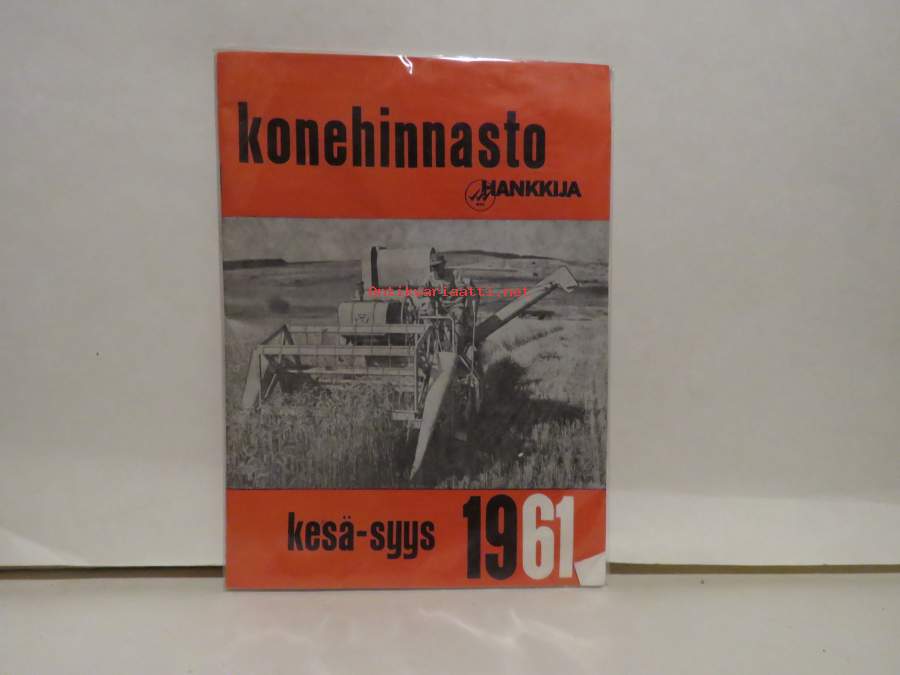 konehinnasto
HANKKIJA
Antikvariaatti.net
kesä-syys 1961